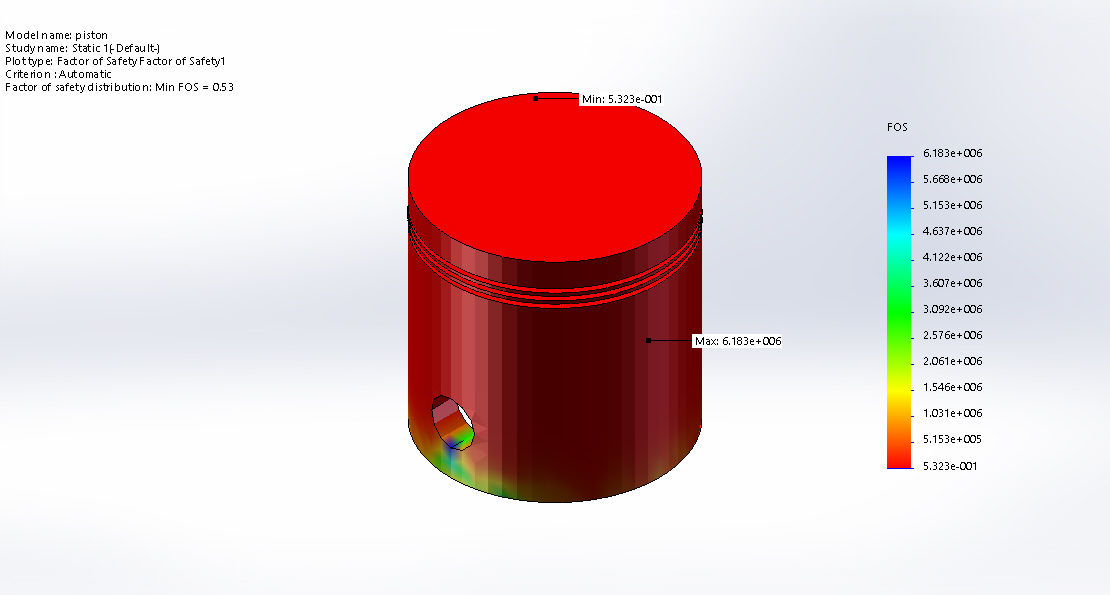 Model name: piston
Study name: Static 1(-Default-)
Plot type: Factor of Safety Factor of Safety1
Criterion : Automatic
Factor of safety distribution: Min FOS = 0.53
Min: 5.323e-001
FOS
6.183e+006
5.668e+006
5.153e+006
4.637e+006
4.122e+006
3.607e+006
3.092e+006
2.576e+006
2.061e+006
1.546e+006
1.031e+006
5.153e+005
5.323e-001
Max: 6.183e+006